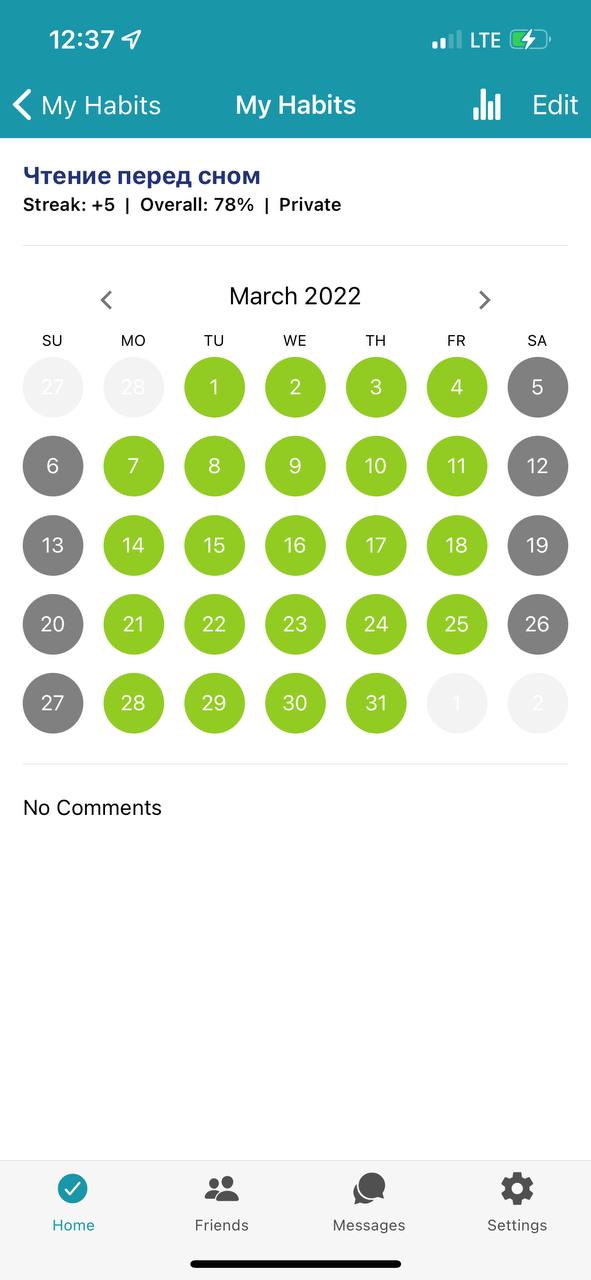 12:37 LTE
My Habits My Habits Edit
Чтение перед сном
Streak: +5 | Overall: 78% | Private
March 2022
SU MO TU WE TH FR SA
27 28 1 2 3 4 5
6 7 8 9 10 11 12
13 14 15 16 17 18 19
20 21 22 23 24 25 26
27 28 29 30 31 1 2
No Comments
Home Friends Messages Settings